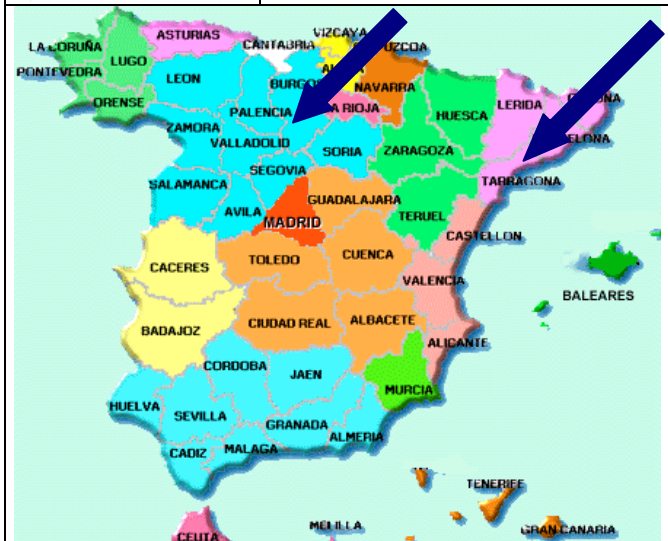 VIZCAYA
ASTURIAS
LA CORUÑA
CANTABRIA
UZCOA
LUGO
PONTEVEDRA
LEON
BURGOS
NAVARRA
ORENSE
PALENCIA
A RIOJA
HUESCA
LERIDA
ZAMORA
VALLADOLID
SORIA
ZARAGOZA
ELONA
SEGOVIA
SALAMANCA
TARRAGONA
AVILA
GUADALAJARA
MADRID
TERUEL
CASTELLON
CACERES
TOLEDO
CUENCA
VALENCIA
BALEARES
BADAJOZ
CIUDAD REAL
ALBACETE
ALICANTE
CORDOBA
JAEN
MURCIA
HUELVA
SEVILLA
GRANADA
ALMERIA
CADIZ
MALAGA
TENERIFE
CEUTA
MELILLA
GRAN CANARIA